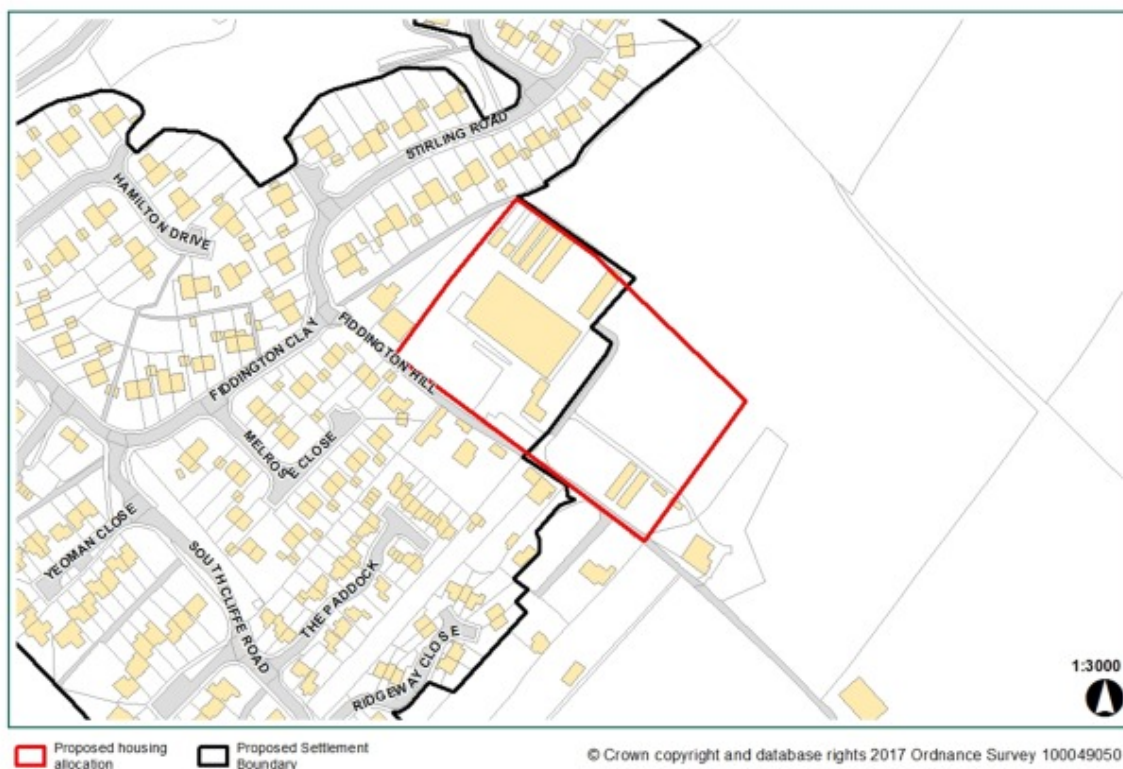 STIRLING ROAD
HAMILTON DRIVE
FIDDINGTON CLAY
FIDDINGTON HILL
MELROSE CLOSE
YEOMAN CLOSE
SOUTHCLIFFE ROAD
THE PADDOCK
RIDGEWAY CLOSE
1:3000
Proposed housing
allocation
Proposed Settlement
Boundary
© Crown copyright and database rights 2017 Ordnance Survey 100049050